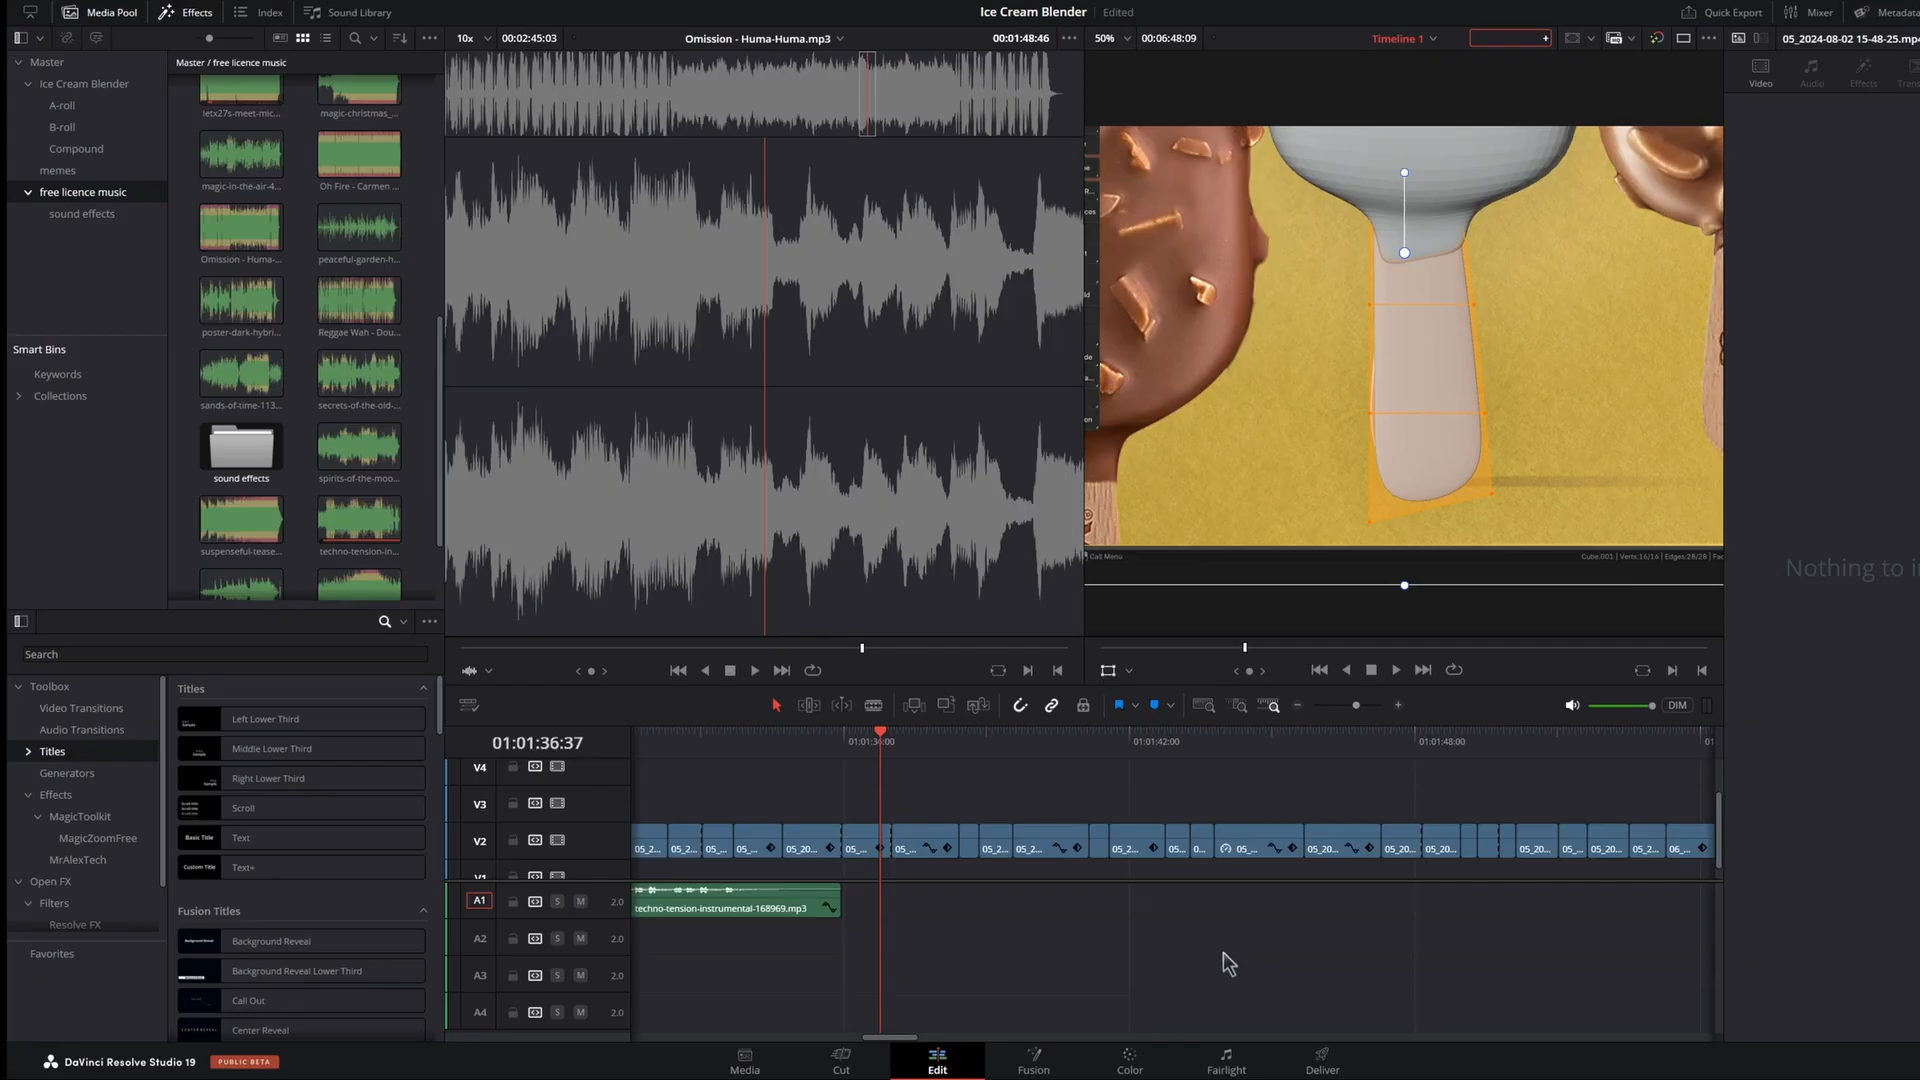 Media Pool
Effects
Index
Sound Library
Ice Cream Blender
Edited
Quick Export
Mixer
10x
00:02:45:03
Omission - Huma-Huma.mp3
00:01:48:46
50%
00:06:48:09
Timeline 1
05_2024-08-02 15-48-25.mp4
Master
Ice Cream Blender
A-roll
B-roll
Compound
memes
free licence music
sound effects
Smart Bins
Keywords
Collections
Master / free licence music
letx27s-meet-mic...
magic-christmas_...
magic-in-the-air-4...
Oh Fire - Carmen ...
Omission - Huma-...
peaceful-garden-h...
poster-dark-hybri...
Reggae Wah - Dou...
sands-of-time-113...
secrets-of-the-old-...
sound effects
spirits-of-the-moo...
suspenseful-tease...
techno-tension-in...
Video
Audio
Effects
Call Menu
Cube.001 | Verts:16/16 | Edges:28/28 |
Nothing to
Search
Toolbox
Video Transitions
Audio Transitions
Titles
Generators
Effects
MagicToolkit
MagicZoomFree
MrAlexTech
Open FX
Filters
Resolve FX
Favorites
Titles
Left Lower Third
Middle Lower Third
Right Lower Third
Scroll
Basic Title
Text
Custom Title
Text+
Fusion Titles
Background Reveal
Background Reveal Lower Third
Call Out
Center Reveal
DIM
01:01:36:37
01:01:36:00
01:01:42:00
01:01:48:00
V4
V3
V2
05_2...
05_2...
05_...
05_...
05_20...
05_...
05_...
05_2...
05_2...
05_2...
05_2...
0...
05_...
05_20...
05_20...
05_20...
05_20...
05_20...
05_20...
05_20...
06_...
V1
A1
S
M
2.0
techno-tension-instrumental-168969.mp3
A2
S
M
2.0
A3
S
M
2.0
A4
S
M
2.0
DaVinci Resolve Studio 19
PUBLIC BETA
Media
Cut
Edit
Fusion
Color
Fairlight
Deliver